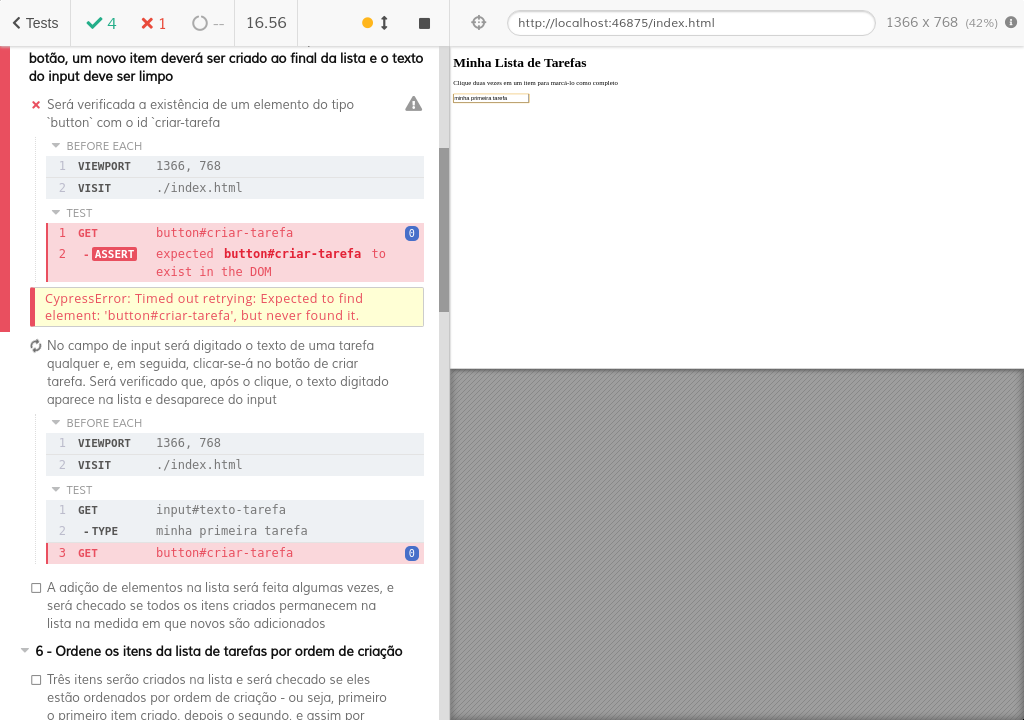 Tests
4
1
--
16.56
http://localhost:46875/index.html
1366 x 768 (42%)
botão, um novo item deverá ser criado ao final da lista e o texto
do input deve ser limpo
Será verificada a existência de um elemento do tipo
`button` com o id `criar-tarefa
BEFORE EACH
1 VIEWPORT 1366, 768
2 VISIT ./index.html
TEST
1 GET button#criar-tarefa 0
2 -ASSERT expected button#criar-tarefa to
exist in the DOM
CypressError: Timed out retrying: Expected to find
element: 'button#criar-tarefa', but never found it.
No campo de input será digitado o texto de uma tarefa
qualquer e, em seguida, clicar-se-á no botão de criar
tarefa. Será verificado que, após o clique, o texto digitado
aparece na lista e desaparece do input
BEFORE EACH
1 VIEWPORT 1366, 768
2 VISIT ./index.html
TEST
1 GET input#texto-tarefa
2 -TYPE minha primeira tarefa
3 GET button#criar-tarefa 0
A adição de elementos na lista será feita algumas vezes, e
será checado se todos os itens criados permanecem na
lista na medida em que novos são adicionados
6 - Ordene os itens da lista de tarefas por ordem de criação
Três itens serão criados na lista e será checado se eles
estão ordenados por ordem de criação - ou seja, primeiro
o primeiro item criado, depois o segundo, e assim por
Minha Lista de Tarefas
Clique duas vezes em um item para marcá-lo como completo
minha primeira tarefa